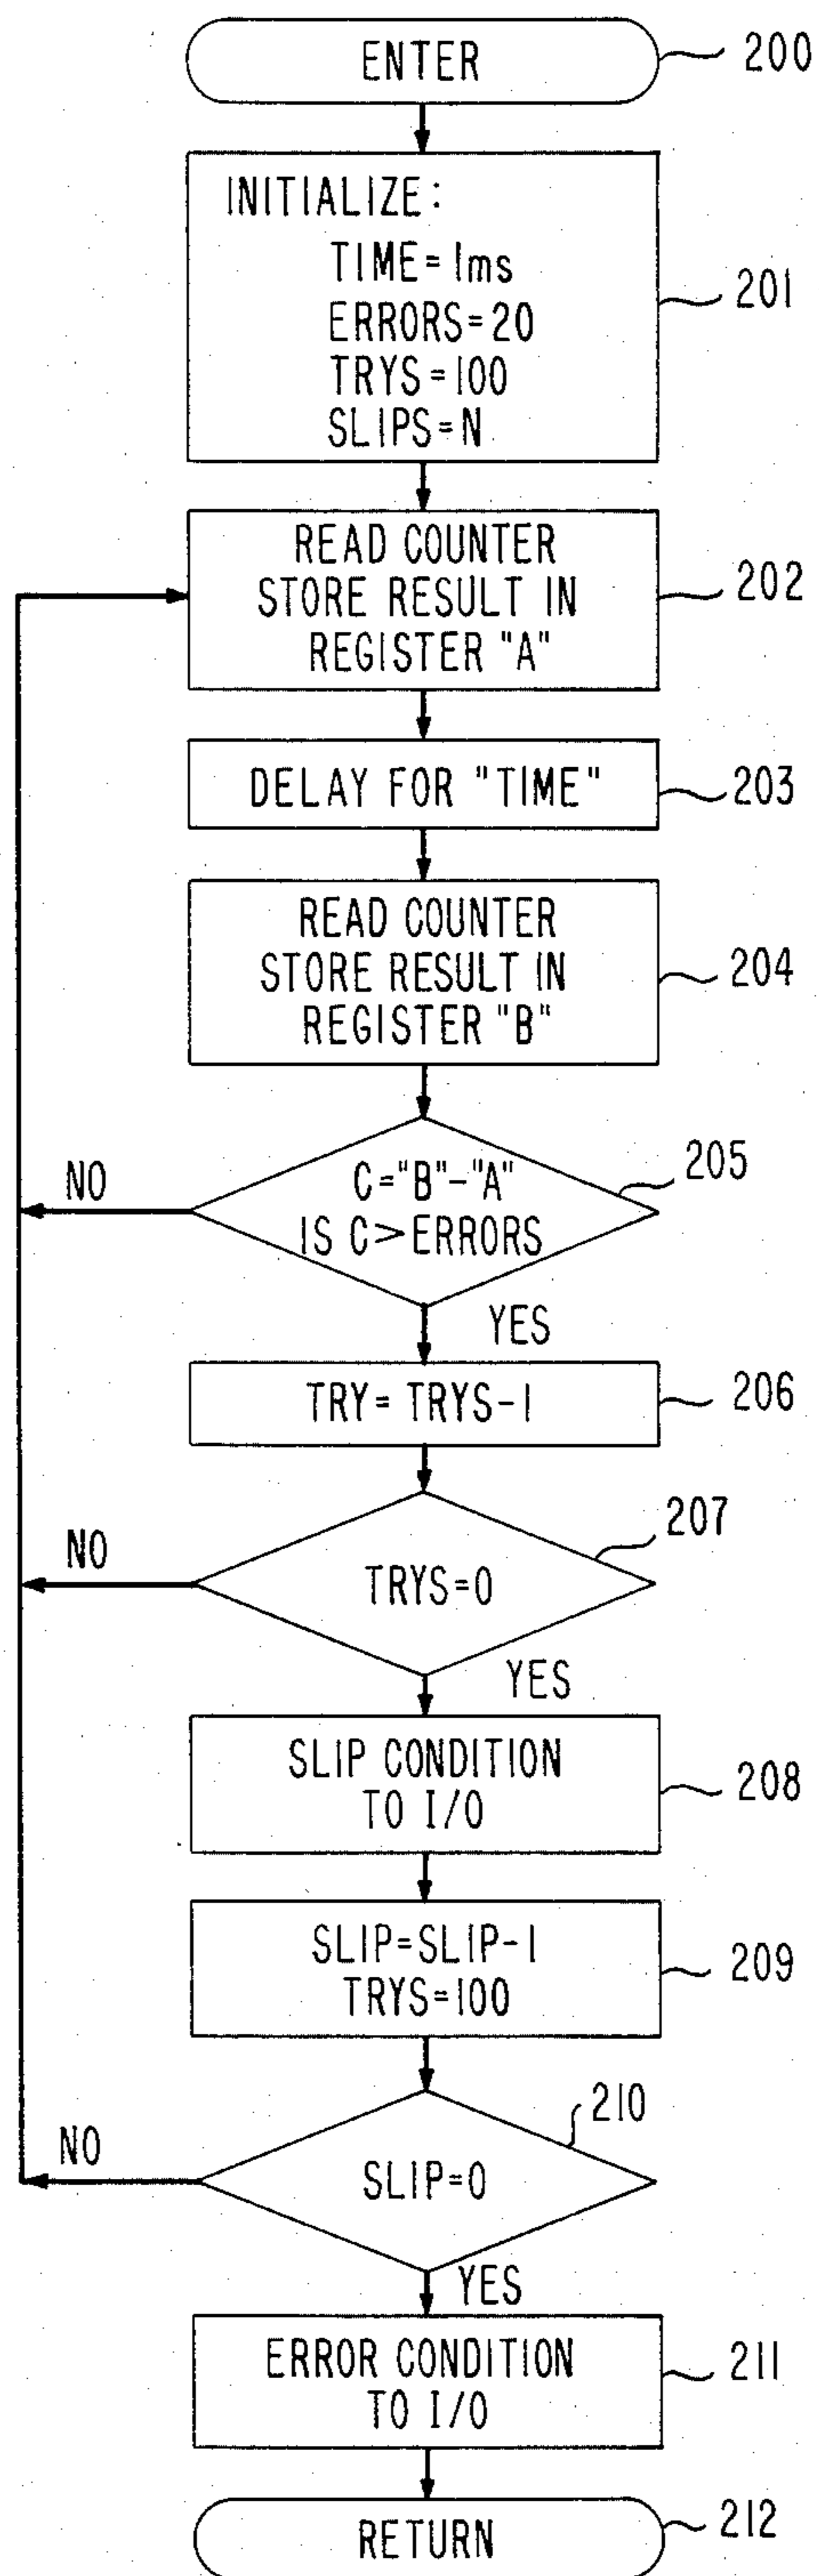 ENTER
200
INITIALIZE:
TIME=1ms
ERRORS=20
TRYS=100
SLIPS=N
201
READ COUNTER
STORE RESULT IN
REGISTER "A"
202
DELAY FOR "TIME"
203
READ COUNTER
STORE RESULT IN
REGISTER "B"
204
C="B"-"A"
IS C>ERRORS
205
NO
YES
TRY=TRYS-1
206
TRYS=0
207
NO
YES
SLIP CONDITION
TO I/O
208
SLIP=SLIP-1
TRYS=100
209
SLIP=0
210
NO
YES
ERROR CONDITION
TO I/O
211
RETURN
212